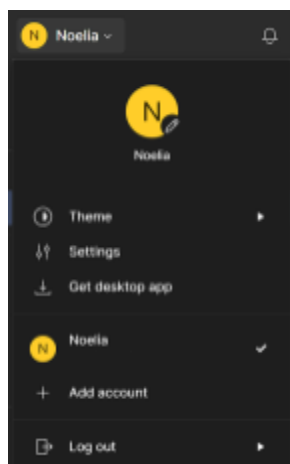 N Noelia
N
Noelia
Theme
Settings
Get desktop app
N Noelia
Add account
Log out